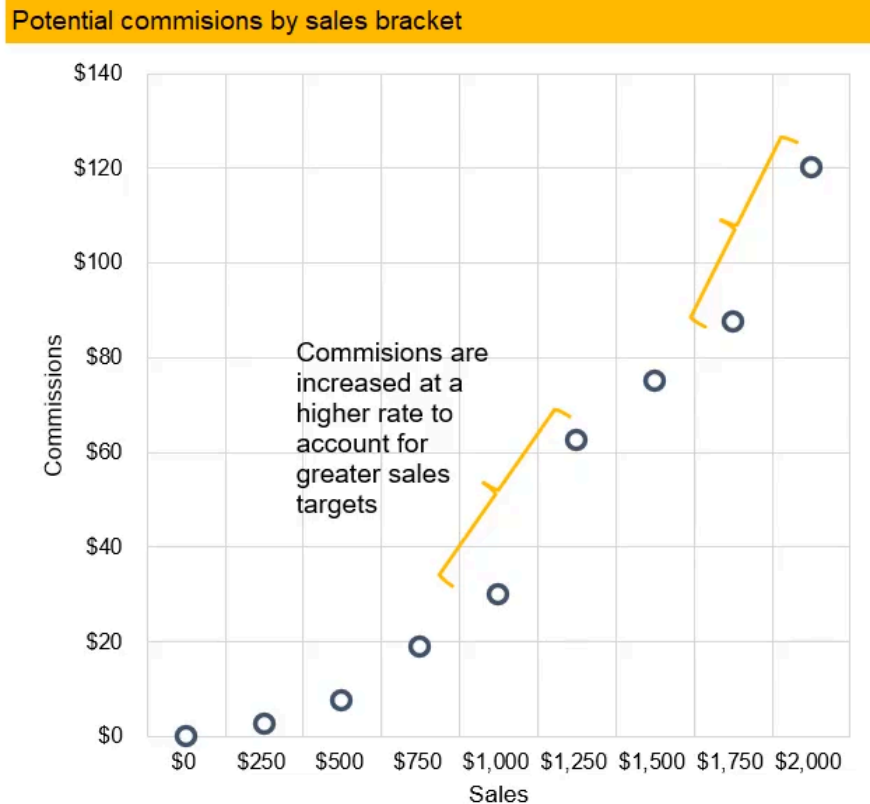 Potential commisions by sales bracket
$140
$120
$100
$80
$60
$40
$20
$0
Commissions
Commisions are
increased at a
higher rate to
account for
greater sales
targets
$0 $250 $500 $750 $1,000 $1,250 $1,500 $1,750 $2,000
Sales